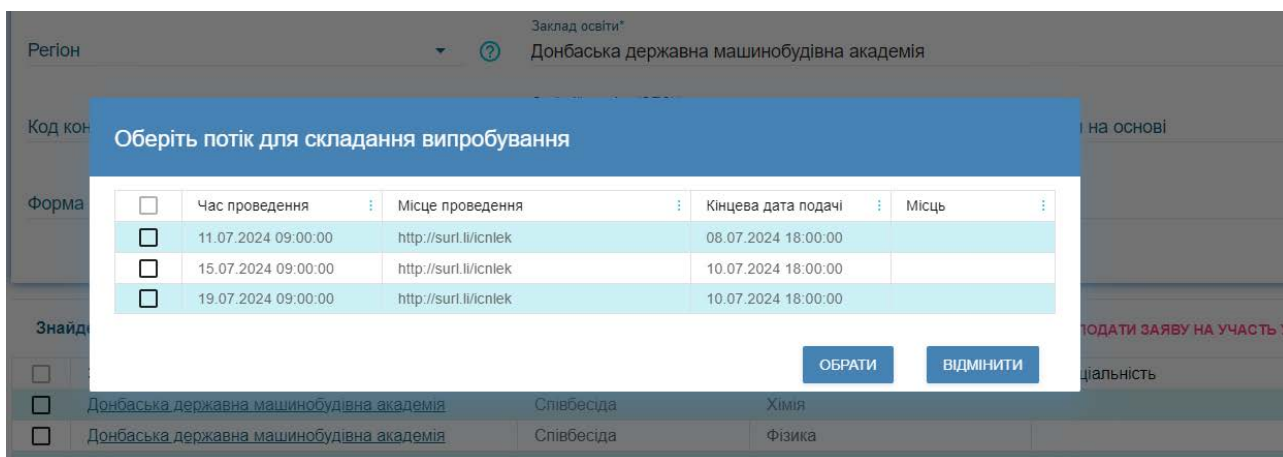 Заклад освіти*
Регіон
Донбаська державна машинобудівна академія
Код кон
на основі
Оберіть потік для складання випробування
Форма
Час проведення Місце проведення Кінцева дата подачі Місць
11.07.2024 09:00:00 http://surl.li/icnlek 08.07.2024 18:00:00
15.07.2024 09:00:00 http://surl.li/icnlek 10.07.2024 18:00:00
19.07.2024 09:00:00 http://surl.li/icnlek 10.07.2024 18:00:00
Знайде
ПОДАТИ ЗАЯВУ НА УЧАСТЬ У
ОБРАТИ ВІДМІНИТИ
ціальність
Донбаська державна машинобудівна академія Співбесіда Хімія
Донбаська державна машинобудівна академія Співбесіда Фізика